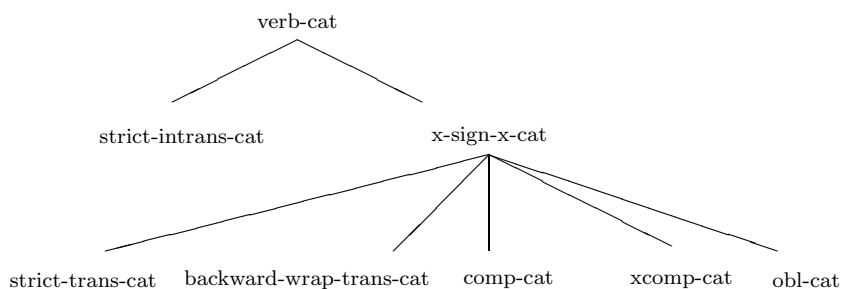 verb-cat
strict-intrans-cat x-sign-x-cat
strict-trans-cat backward-wrap-trans-cat comp-cat xcomp-cat obl-cat